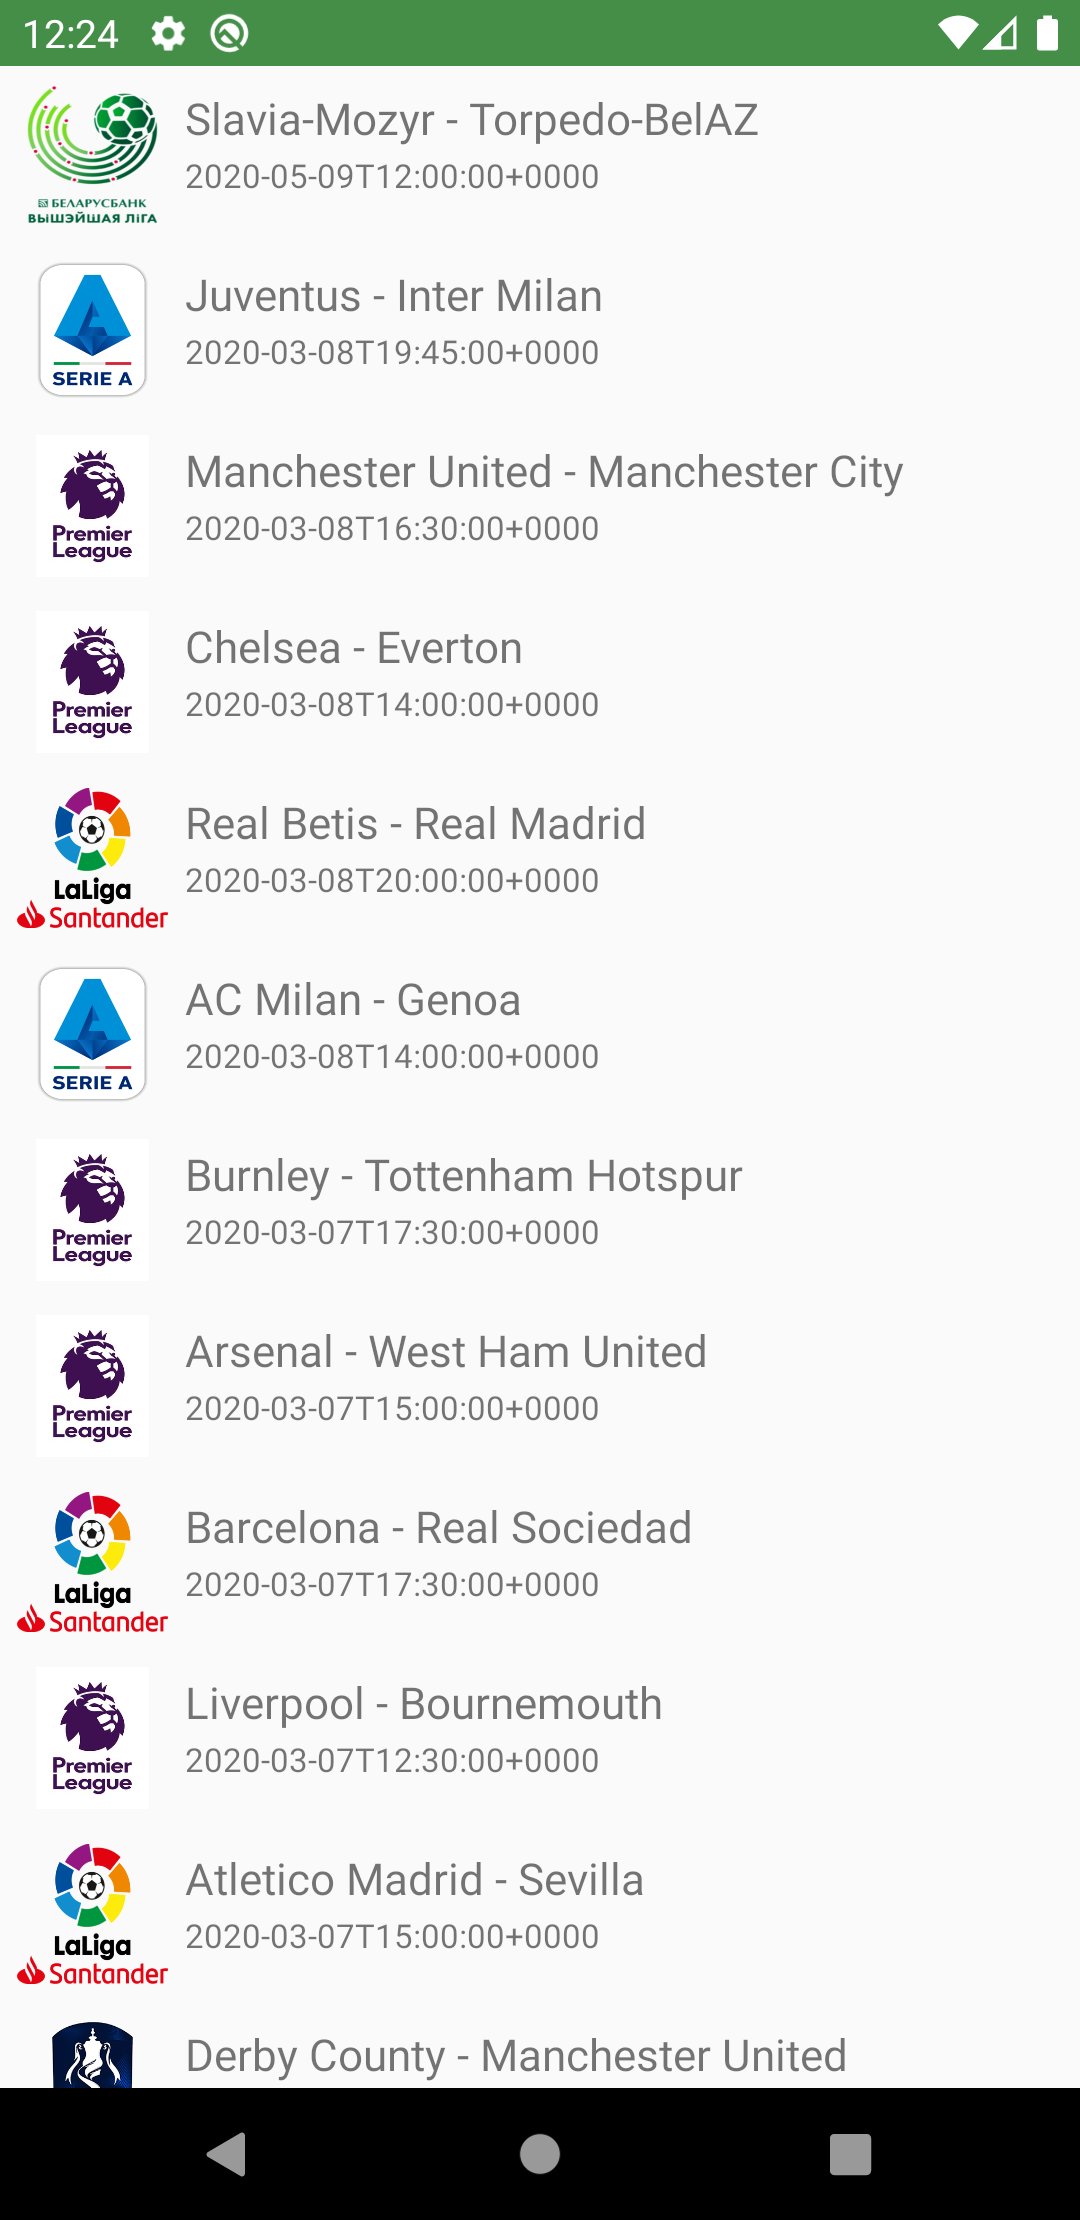 12:24
Slavia-Mozyr - Torpedo-BelAZ
2020-05-09T12:00:00+0000
БЕЛАРУСБАНК
ВЫШЭЙШАЯ ЛІГА
Juventus - Inter Milan
2020-03-08T19:45:00+0000
SERIE A
Manchester United - Manchester City
2020-03-08T16:30:00+0000
Premier
League
Chelsea - Everton
2020-03-08T14:00:00+0000
Premier
League
Real Betis - Real Madrid
2020-03-08T20:00:00+0000
LaLiga
Santander
AC Milan - Genoa
2020-03-08T14:00:00+0000
SERIE A
Burnley - Tottenham Hotspur
2020-03-07T17:30:00+0000
Premier
League
Arsenal - West Ham United
2020-03-07T15:00:00+0000
Premier
League
Barcelona - Real Sociedad
2020-03-07T17:30:00+0000
LaLiga
Santander
Liverpool - Bournemouth
2020-03-07T12:30:00+0000
Premier
League
Atletico Madrid - Sevilla
2020-03-07T15:00:00+0000
LaLiga
Santander
Derby County - Manchester United